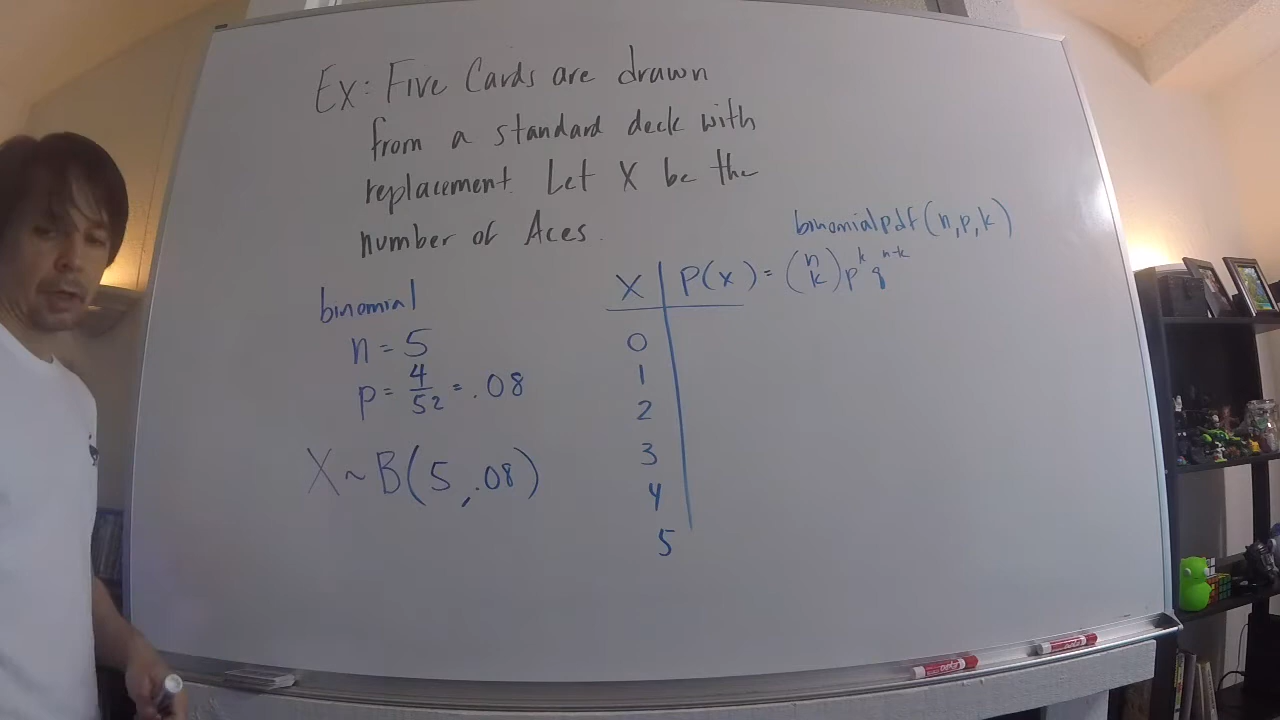 Ex: Five Cards are drawn
from a standard deck with
replacement. Let X be the
number of Aces.
binomial
n = 5
p = 4/52 = .08
X ~ B(5, .08)
binomialpdf(n,p,k)
X | P(x) = (n k) p^k q^n-k
0
1
2
3
4
5
EXPO